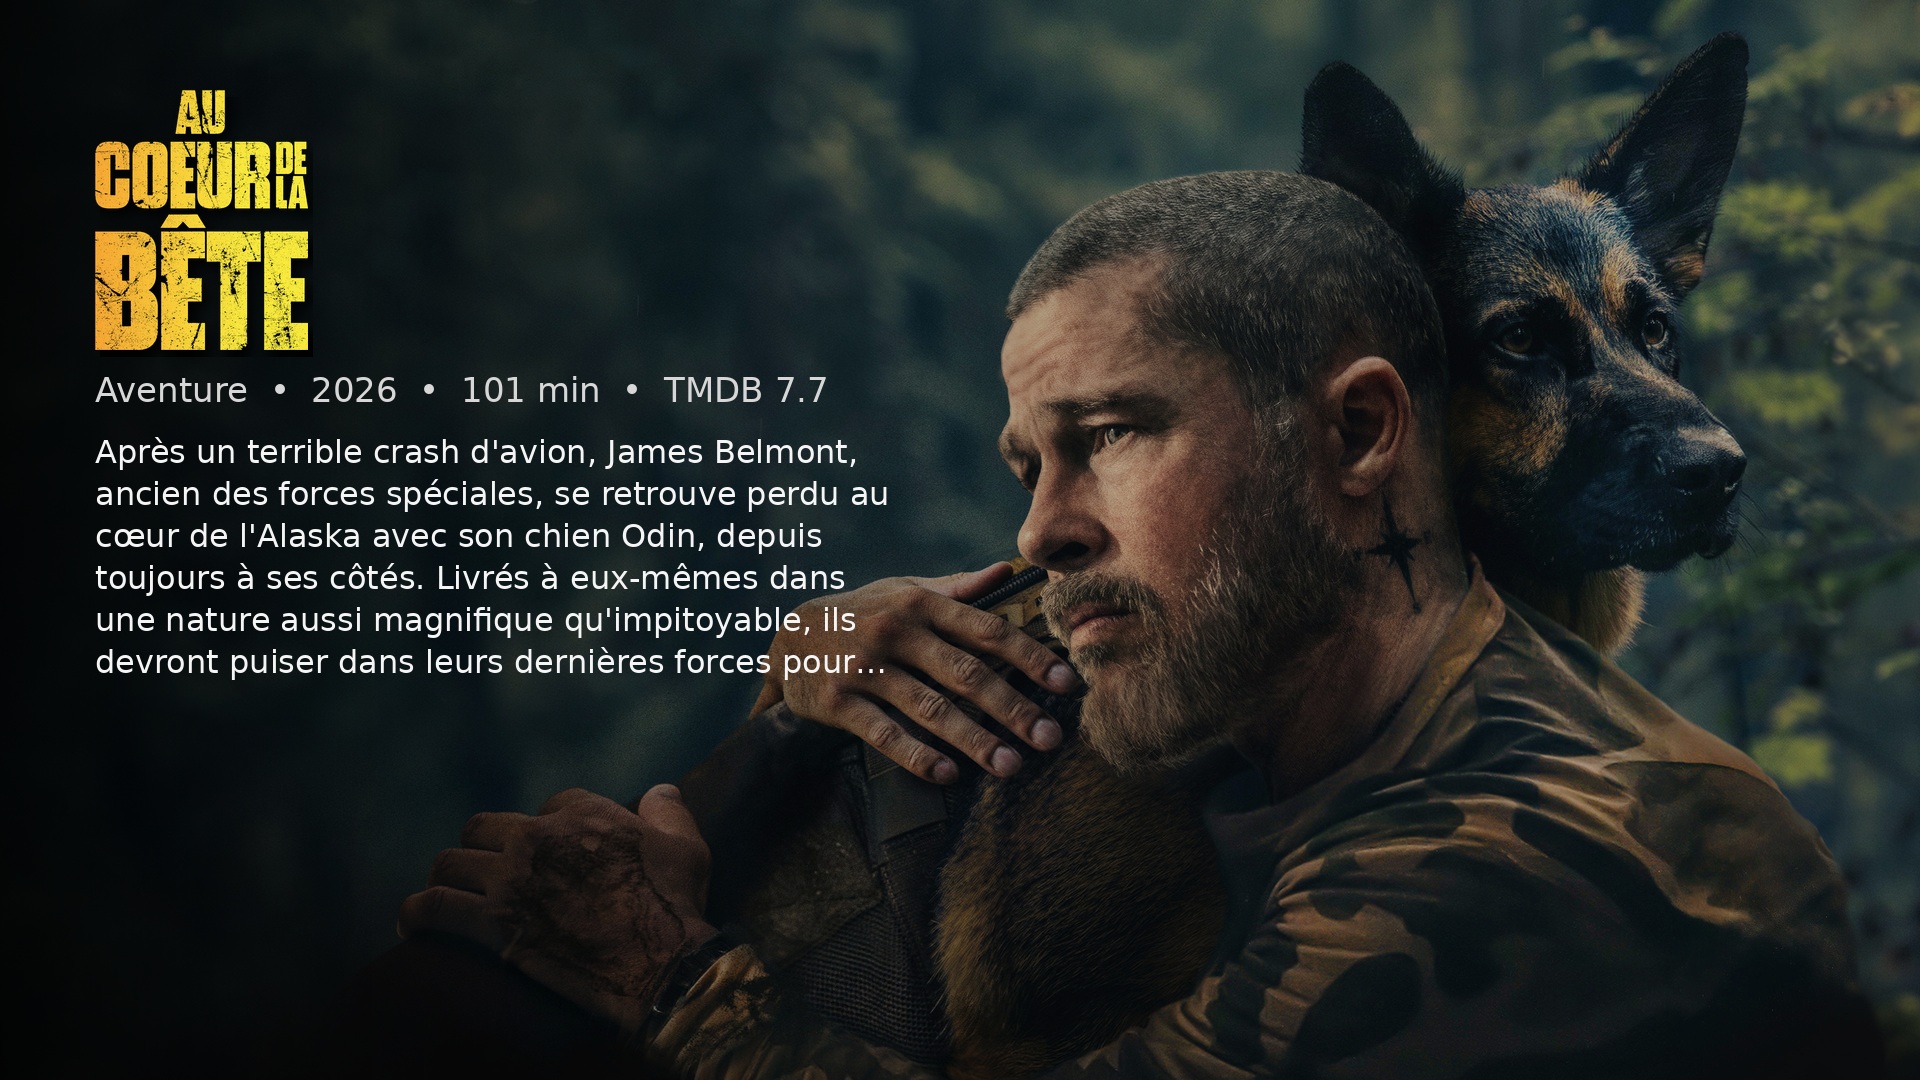 AU
COEUR DE LA
BÊTE
Aventure • 2026 • 101 min • TMDB 7.7
Après un terrible crash d'avion, James Belmont,
ancien des forces spéciales, se retrouve perdu au
cœur de l'Alaska avec son chien Odin, depuis
toujours à ses côtés. Livrés à eux-mêmes dans
une nature aussi magnifique qu'impitoyable, ils
devront puiser dans leurs dernières forces pour...